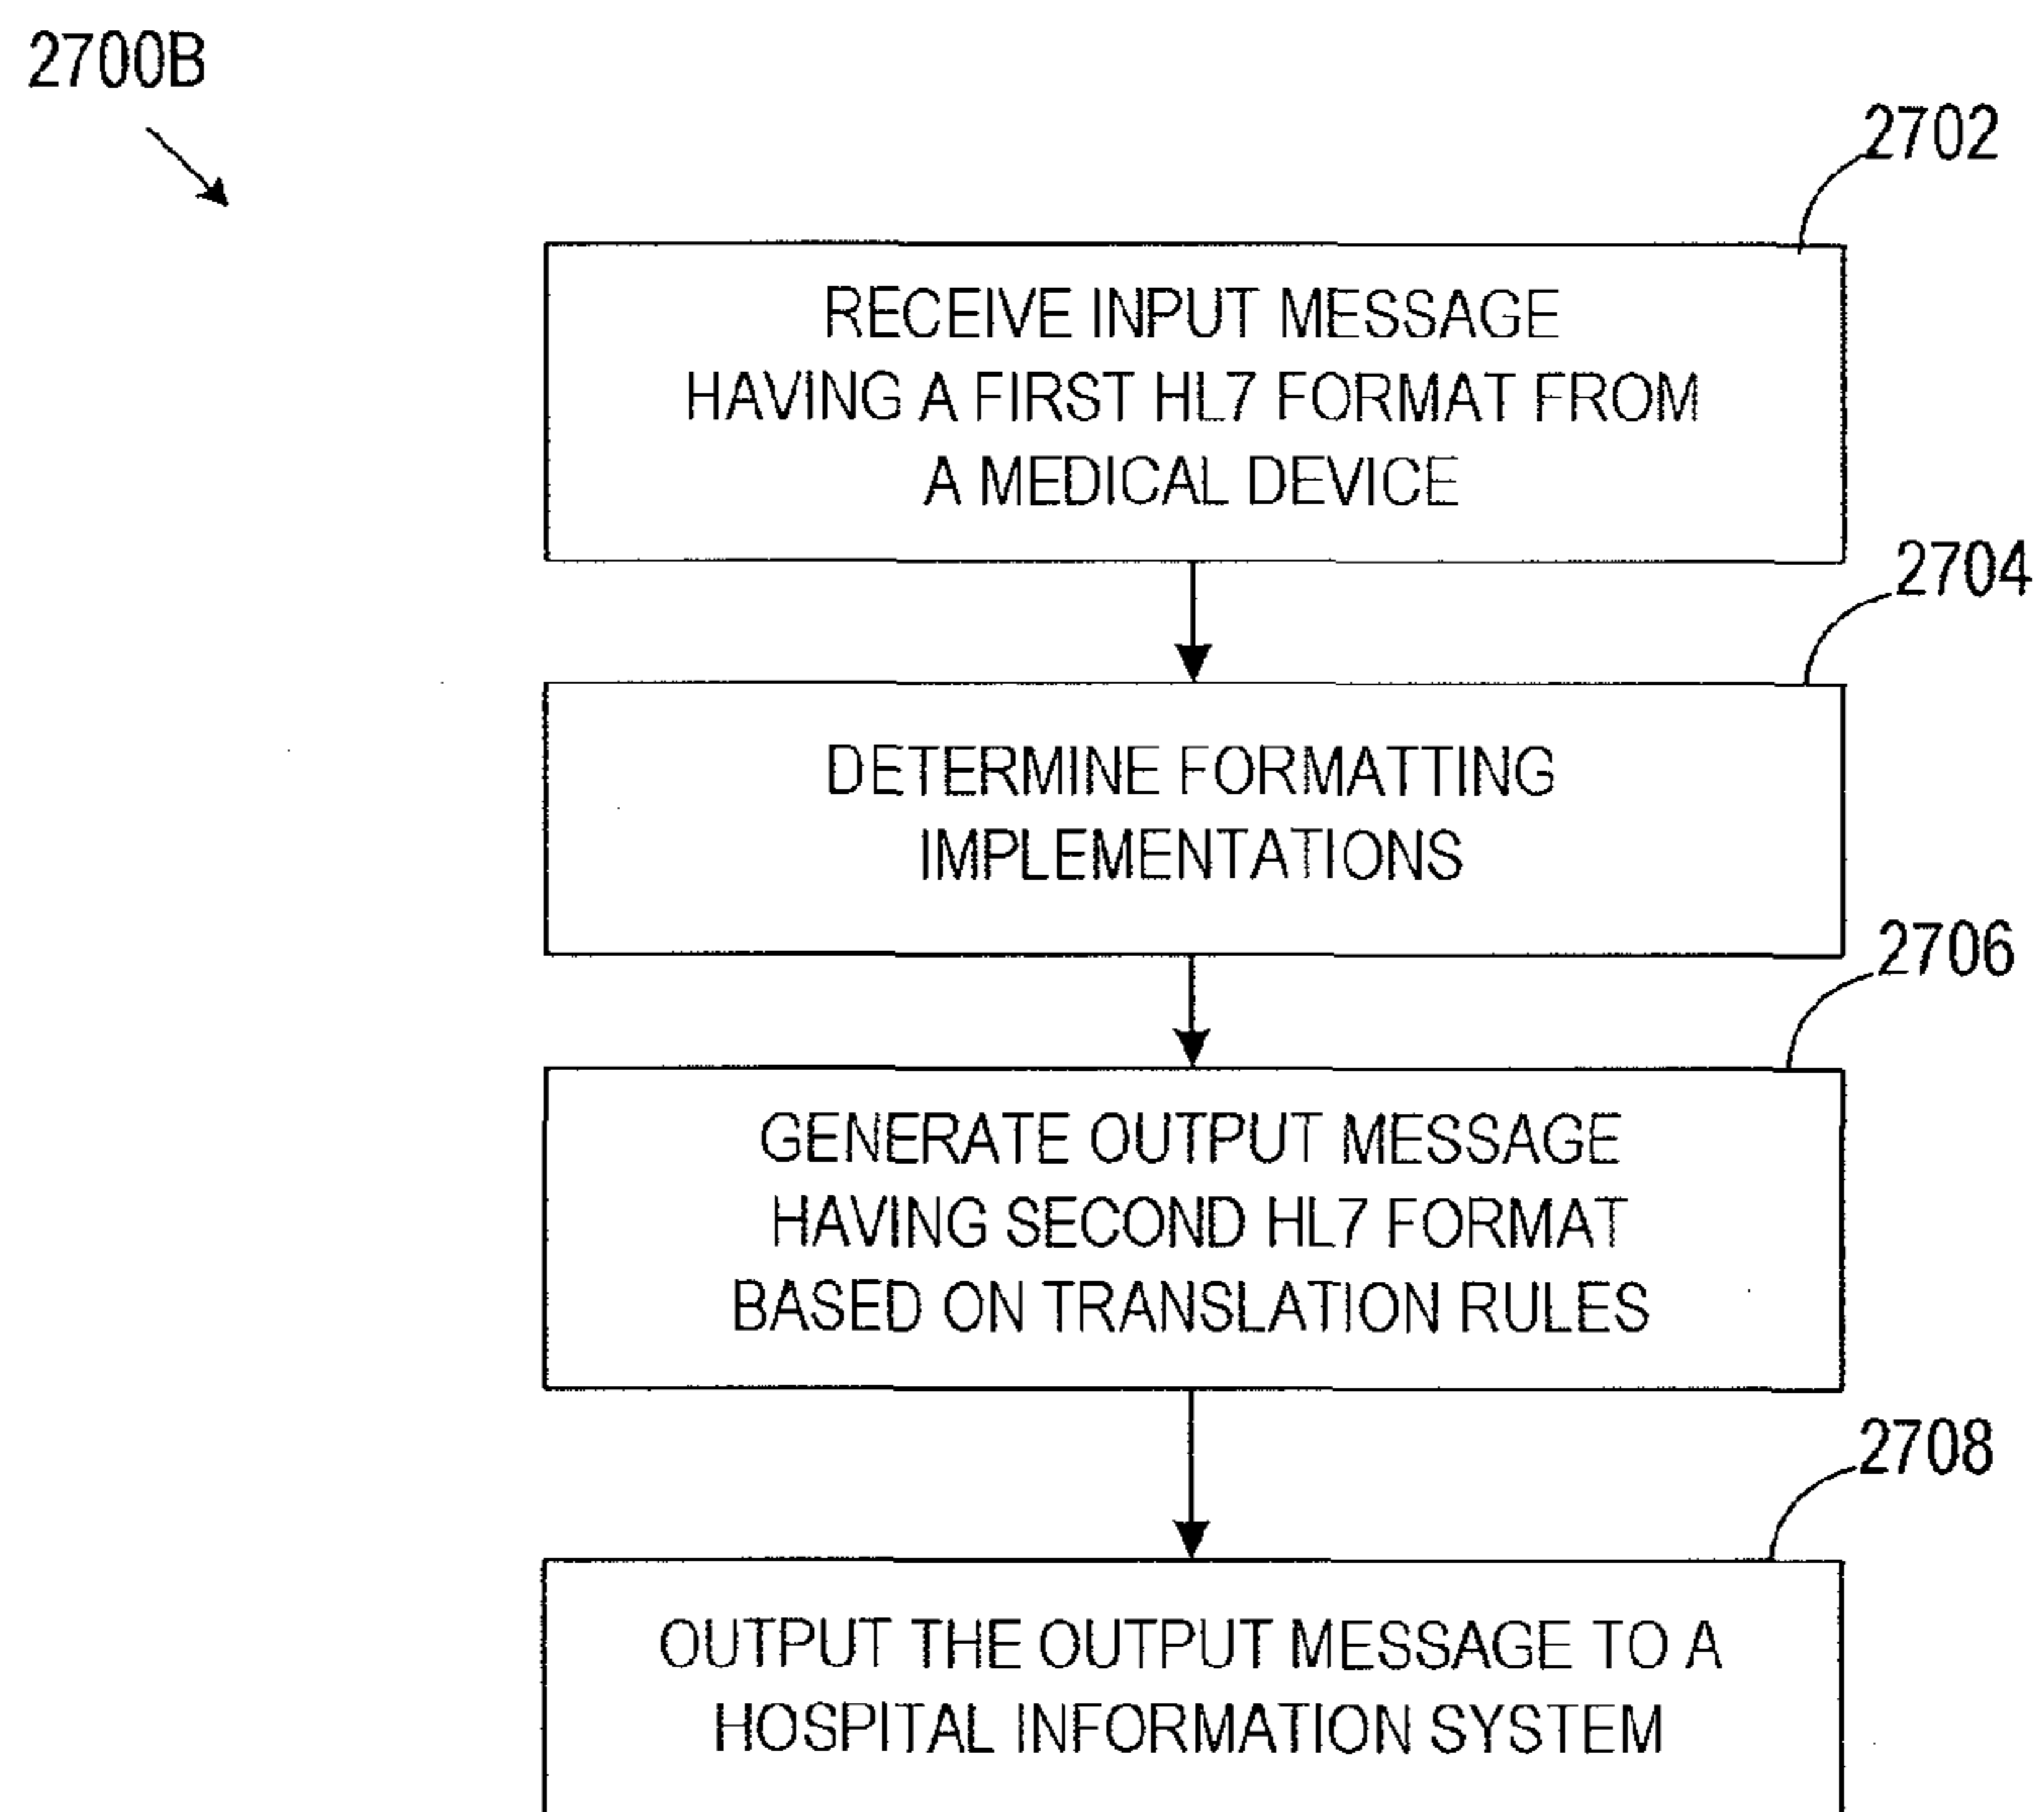 2700B
2702
RECEIVE INPUT MESSAGE
HAVING A FIRST HL7 FORMAT FROM
A MEDICAL DEVICE
2704
DETERMINE FORMATTING
IMPLEMENTATIONS
2706
GENERATE OUTPUT MESSAGE
HAVING SECOND HL7 FORMAT
BASED ON TRANSLATION RULES
2708
OUTPUT THE OUTPUT MESSAGE TO A
HOSPITAL INFORMATION SYSTEM